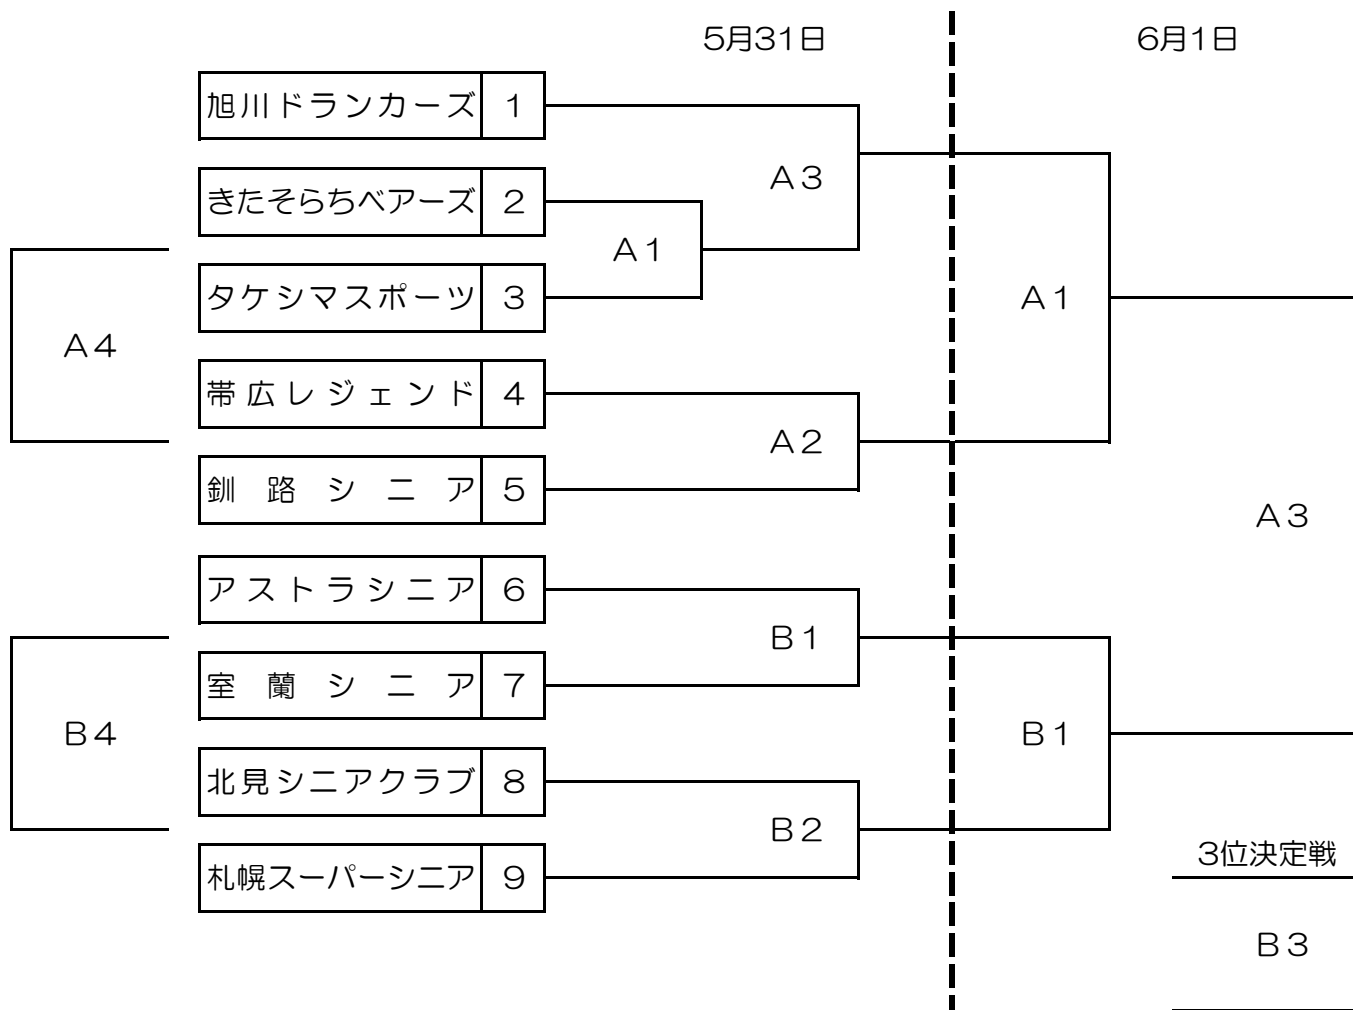 5月31日
6月1日
旭川ドランカーズ 1
A3
きたそらちベアーズ 2
A1
タケシマスポーツ 3
A1
A4
帯広レジェンド 4
A2
釧路シニア 5
A3
アストラシニア 6
B1
室蘭シニア 7
B4
B1
北見シニアクラブ 8
B2
3位決定戦
札幌スーパーシニア 9
B3